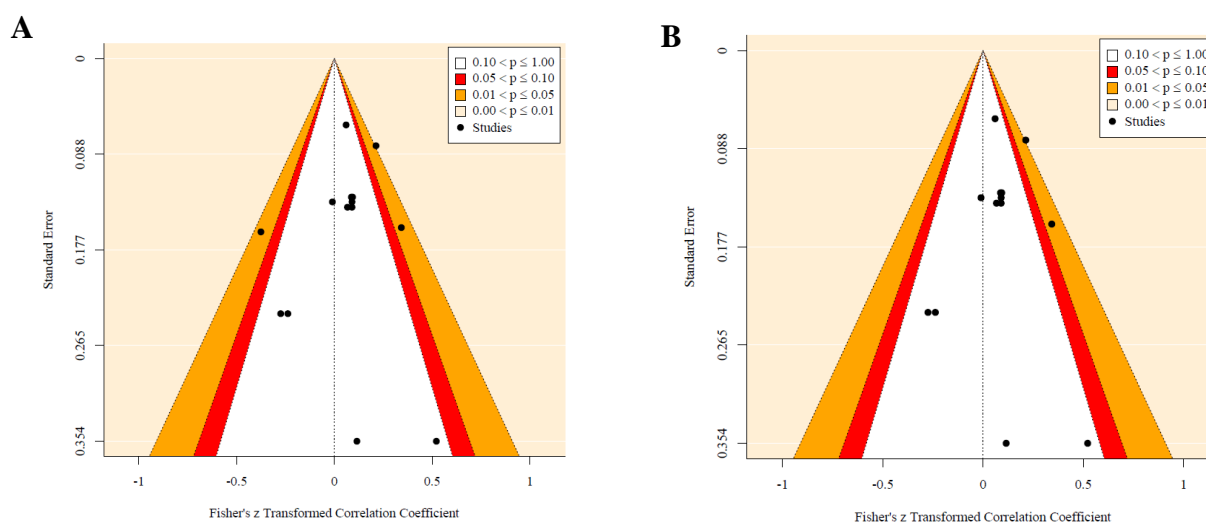 A
0.10 < p ≤ 1.00
0.05 < p ≤ 0.10
0.01 < p ≤ 0.05
0.00 < p ≤ 0.01
Studies
Standard Error
0
0.088
0.177
0.265
0.354
-1
-0.5
0
0.5
1
Fisher's z Transformed Correlation Coefficient
B
0.10 < p ≤ 1.00
0.05 < p ≤ 0.10
0.01 < p ≤ 0.05
0.00 < p ≤ 0.01
Studies
Standard Error
0
0.088
0.177
0.265
0.354
-1
-0.5
0
0.5
1
Fisher's z Transformed Correlation Coefficient